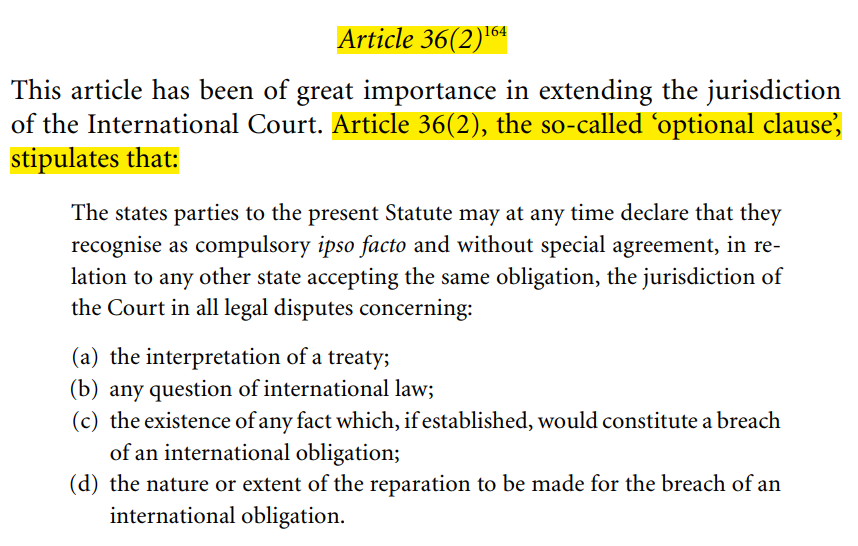 Article 36(2)164
This article has been of great importance in extending the jurisdiction
of the International Court. Article 36(2), the so-called ‘optional clause’,
stipulates that:
The states parties to the present Statute may at any time declare that they
recognise as compulsory ipso facto and without special agreement, in re-
lation to any other state accepting the same obligation, the jurisdiction of
the Court in all legal disputes concerning:
(a) the interpretation of a treaty;
(b) any question of international law;
(c) the existence of any fact which, if established, would constitute a breach
of an international obligation;
(d) the nature or extent of the reparation to be made for the breach of an
international obligation.